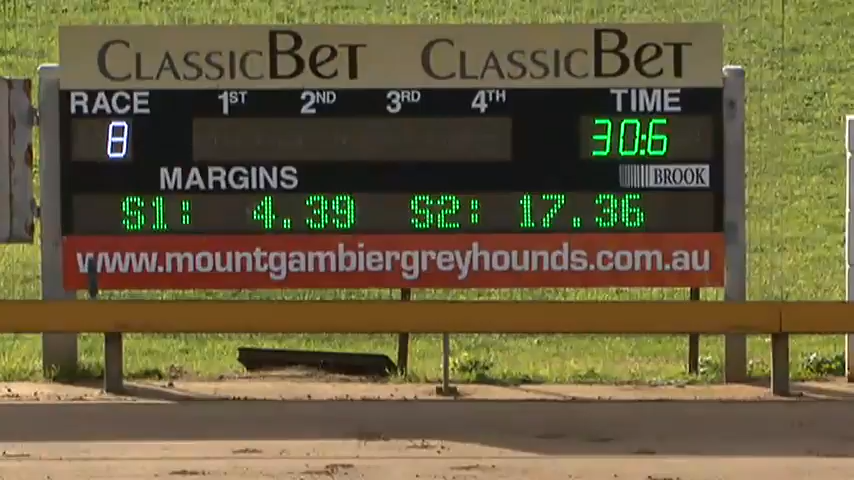 CLASSICBET CLASSICBET
RACE 1ST 2ND 3RD 4TH TIME
8 30:6
MARGINS BROOK
S1: 4.39 S2: 17.36
www.mountgambiergreyhounds.com.au